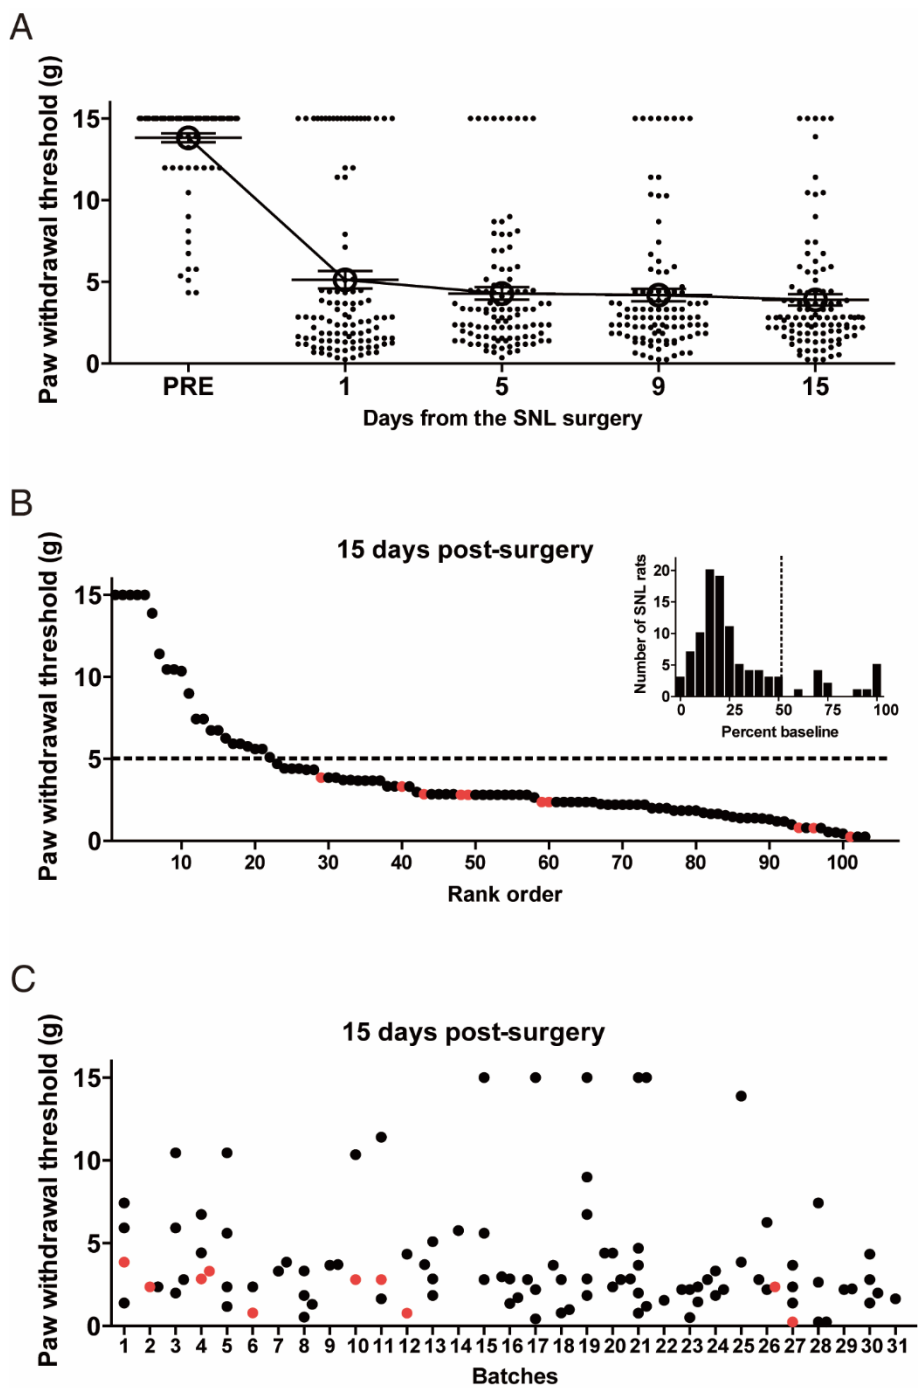 A
Paw withdrawal threshold (g)
15
10
5
0
PRE 1 5 9 15
Days from the SNL surgery
B
15 days post-surgery
Paw withdrawal threshold (g)
15
10
5
0
10 20 30 40 50 60 70 80 90 100
Rank order
Number of SNL rats
20
15
10
5
0
0 25 50 75 100
Percent baseline
C
15 days post-surgery
Paw withdrawal threshold (g)
15
10
5
0
1 2 3 4 5 6 7 8 9 10 11 12 13 14 15 16 17 18 19 20 21 22 23 24 25 26 27 28 29 30 31
Batches